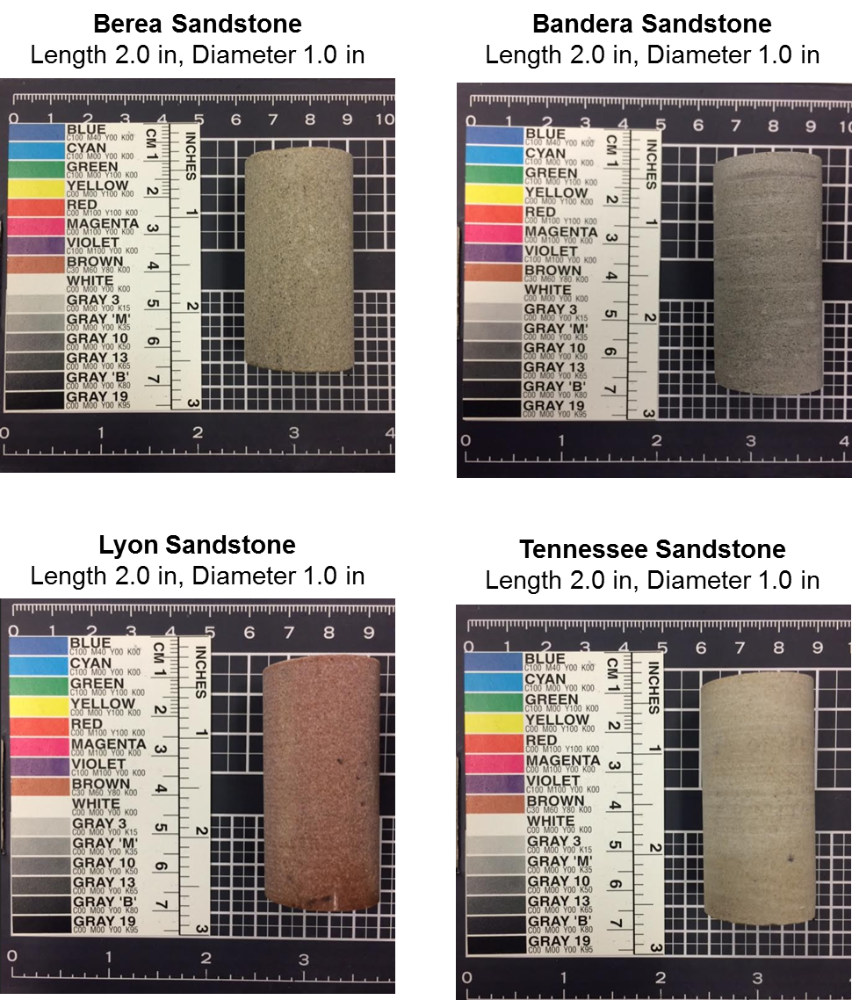 Berea Sandstone
Length 2.0 in, Diameter 1.0 in
0 1 2 3 4 5 6 7 8 9 10
BLUE
C100 M40 Y00 K00
CYAN
C100 M00 Y00 K00
GREEN
C100 M00 Y100 K00
YELLOW
C00 M00 Y100 K00
RED
C00 M100 Y100 K00
MAGENTA
C00 M100 Y00 K00
VIOLET
C100 M100 Y00 K00
BROWN
C30 M60 Y80 K00
WHITE
C00 M00 Y00 K00
GRAY 3
C00 M00 Y00 K15
GRAY 'M'
C00 M00 Y00 K35
GRAY 10
C00 M00 Y00 K50
GRAY 13
C00 M00 Y00 K65
GRAY 'B'
C00 M00 Y00 K80
GRAY 19
C00 M00 Y00 K95
CM 1 2 3 4 5 6 7
INCHES 1 2 3
0 1 2 3 4
Bandera Sandstone
Length 2.0 in, Diameter 1.0 in
0 1 2 3 4 5 6 7 8 9 10
BLUE
C100 M40 Y00 K00
CYAN
C100 M00 Y00 K00
GREEN
C100 M00 Y100 K00
YELLOW
C00 M00 Y100 K00
RED
C00 M100 Y100 K00
MAGENTA
C00 M100 Y00 K00
VIOLET
C100 M100 Y00 K00
BROWN
C30 M60 Y80 K00
WHITE
C00 M00 Y00 K00
GRAY 3
C00 M00 Y00 K15
GRAY 'M'
C00 M00 Y00 K35
GRAY 10
C00 M00 Y00 K50
GRAY 13
C00 M00 Y00 K65
GRAY 'B'
C00 M00 Y00 K80
GRAY 19
C00 M00 Y00 K95
CM 1 2 3 4 5 6 7
INCHES 1 2 3
0 1 2 3 4
Lyon Sandstone
Length 2.0 in, Diameter 1.0 in
0 1 2 3 4 5 6 7 8 9
BLUE
C100 M40 Y00 K00
CYAN
C100 M00 Y00 K00
GREEN
C100 M00 Y100 K00
YELLOW
C00 M00 Y100 K00
RED
C00 M100 Y100 K00
MAGENTA
C00 M100 Y00 K00
VIOLET
C100 M100 Y00 K00
BROWN
C30 M60 Y80 K00
WHITE
C00 M00 Y00 K00
GRAY 3
C00 M00 Y00 K15
GRAY 'M'
C00 M00 Y00 K35
GRAY 10
C00 M00 Y00 K50
GRAY 13
C00 M00 Y00 K65
GRAY 'B'
C00 M00 Y00 K80
GRAY 19
C00 M00 Y00 K95
CM 1 2 3 4 5 6 7
INCHES 1 2 3
0 1 2 3
Tennessee Sandstone
Length 2.0 in, Diameter 1.0 in
0 1 2 3 4 5 6 7 8 9 1
BLUE
C100 M40 Y00 K00
CYAN
C100 M00 Y00 K00
GREEN
C100 M00 Y100 K00
YELLOW
C00 M00 Y100 K00
RED
C00 M100 Y100 K00
MAGENTA
C00 M100 Y00 K00
VIOLET
C100 M100 Y00 K00
BROWN
C30 M60 Y80 K00
WHITE
C00 M00 Y00 K00
GRAY 3
C00 M00 Y00 K15
GRAY 'M'
C00 M00 Y00 K35
GRAY 10
C00 M00 Y00 K50
GRAY 13
C00 M00 Y00 K65
GRAY 'B'
C00 M00 Y00 K80
GRAY 19
C00 M00 Y00 K95
CM 1 2 3 4 5 6 7
INCHES 1 2 3
0 1 2 3